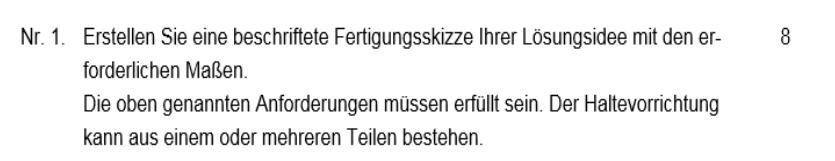 Nr. 1. Erstellen Sie eine beschriftete Fertigungsskizze Ihrer Lösungsidee mit den er- 8
forderlichen Maßen.
Die oben genannten Anforderungen müssen erfüllt sein. Der Haltevorrichtung
kann aus einem oder mehreren Teilen bestehen.